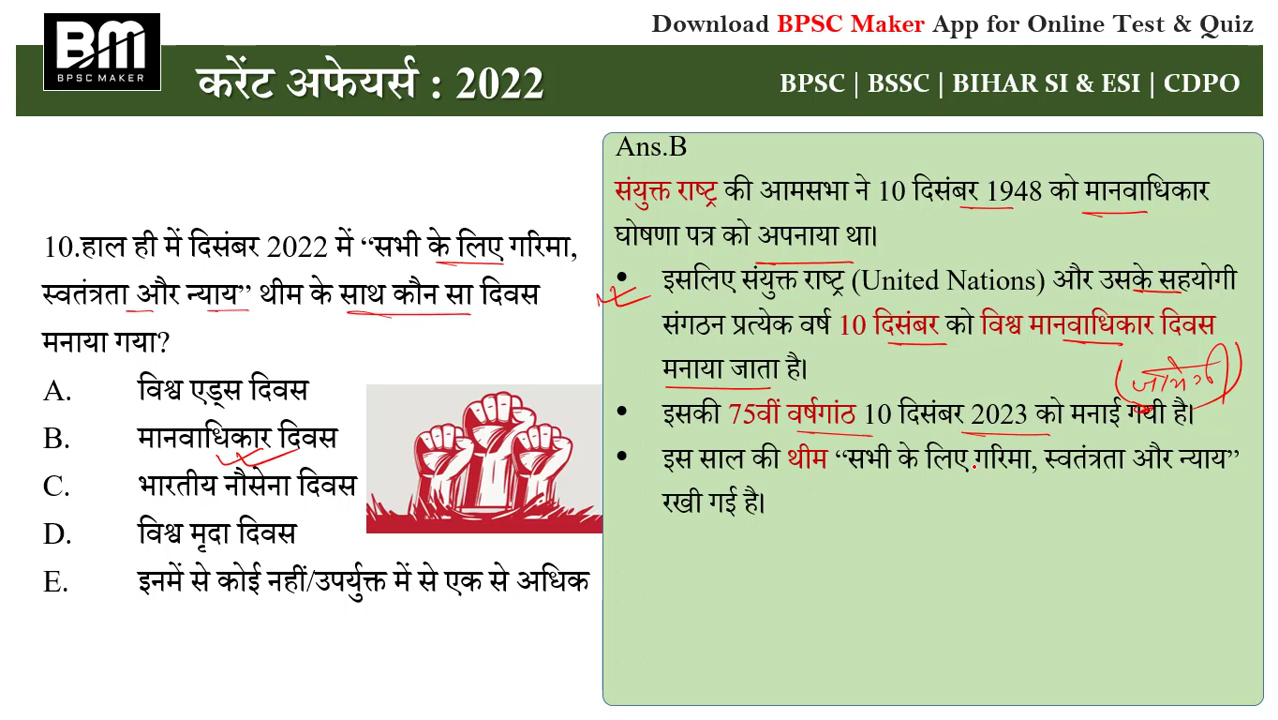 Download BPSC Maker App for Online Test & Quiz
BM
BPSC MAKER
करेंट अफेयर्स : 2022
BPSC | BSSC | BIHAR SI & ESI | CDPO
10.हाल ही में दिसंबर 2022 में “सभी के लिए गरिमा,
स्वतंत्रता और न्याय” थीम के साथ कौन सा दिवस
मनाया गया?
A. विश्व एड्स दिवस
B. मानवाधिकार दिवस
C. भारतीय नौसेना दिवस
D. विश्व मृदा दिवस
E. इनमें से कोई नहीं/उपर्युक्त में से एक से अधिक
Ans.B
संयुक्त राष्ट्र की आमसभा ने 10 दिसंबर 1948 को मानवाधिकार
घोषणा पत्र को अपनाया था।
• इसलिए संयुक्त राष्ट्र (United Nations) और उसके सहयोगी
संगठन प्रत्येक वर्ष 10 दिसंबर को विश्व मानवाधिकार दिवस
मनाया जाता है।
• इसकी 75वीं वर्षगांठ 10 दिसंबर 2023 को मनाई गयी है।
• इस साल की थीम “सभी के लिए गरिमा, स्वतंत्रता और न्याय”
रखी गई है।